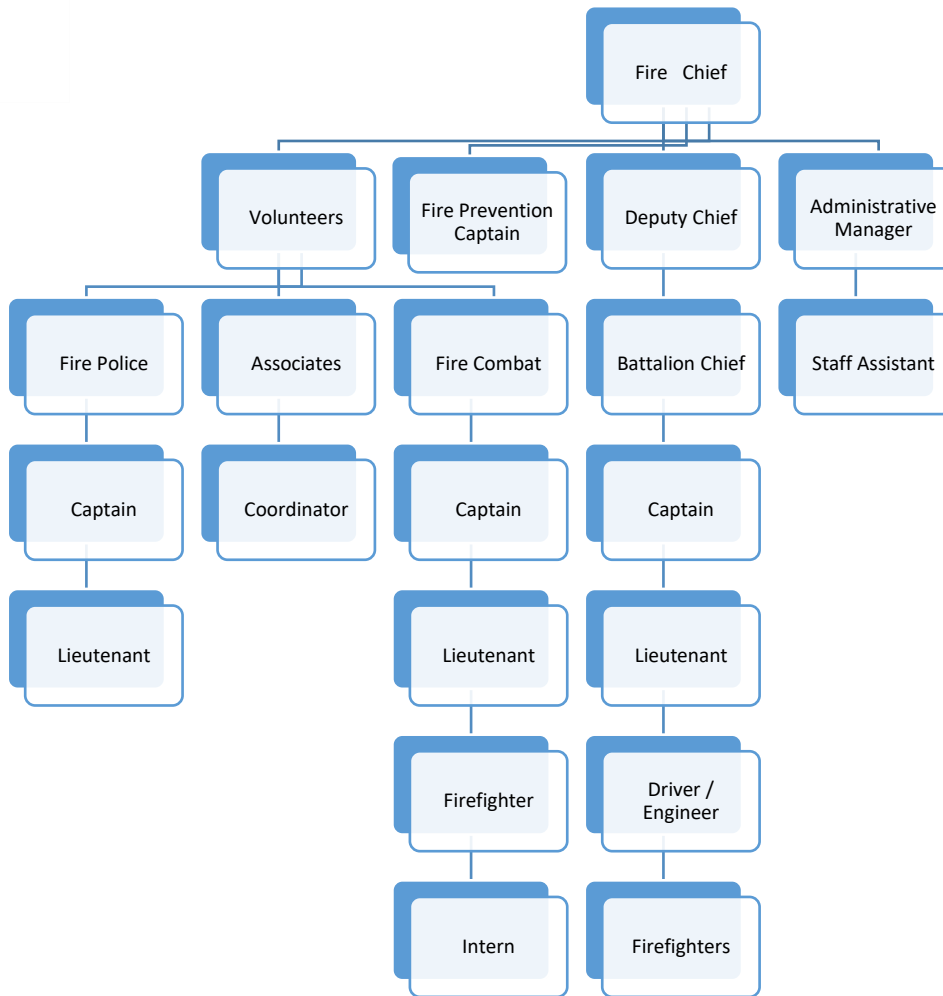 Fire Chief
Volunteers
Fire Prevention
Captain
Deputy Chief
Administrative
Manager
Fire Police
Associates
Fire Combat
Battalion Chief
Staff Assistant
Captain
Coordinator
Captain
Captain
Lieutenant
Lieutenant
Lieutenant
Firefighter
Driver /
Engineer
Intern
Firefighters